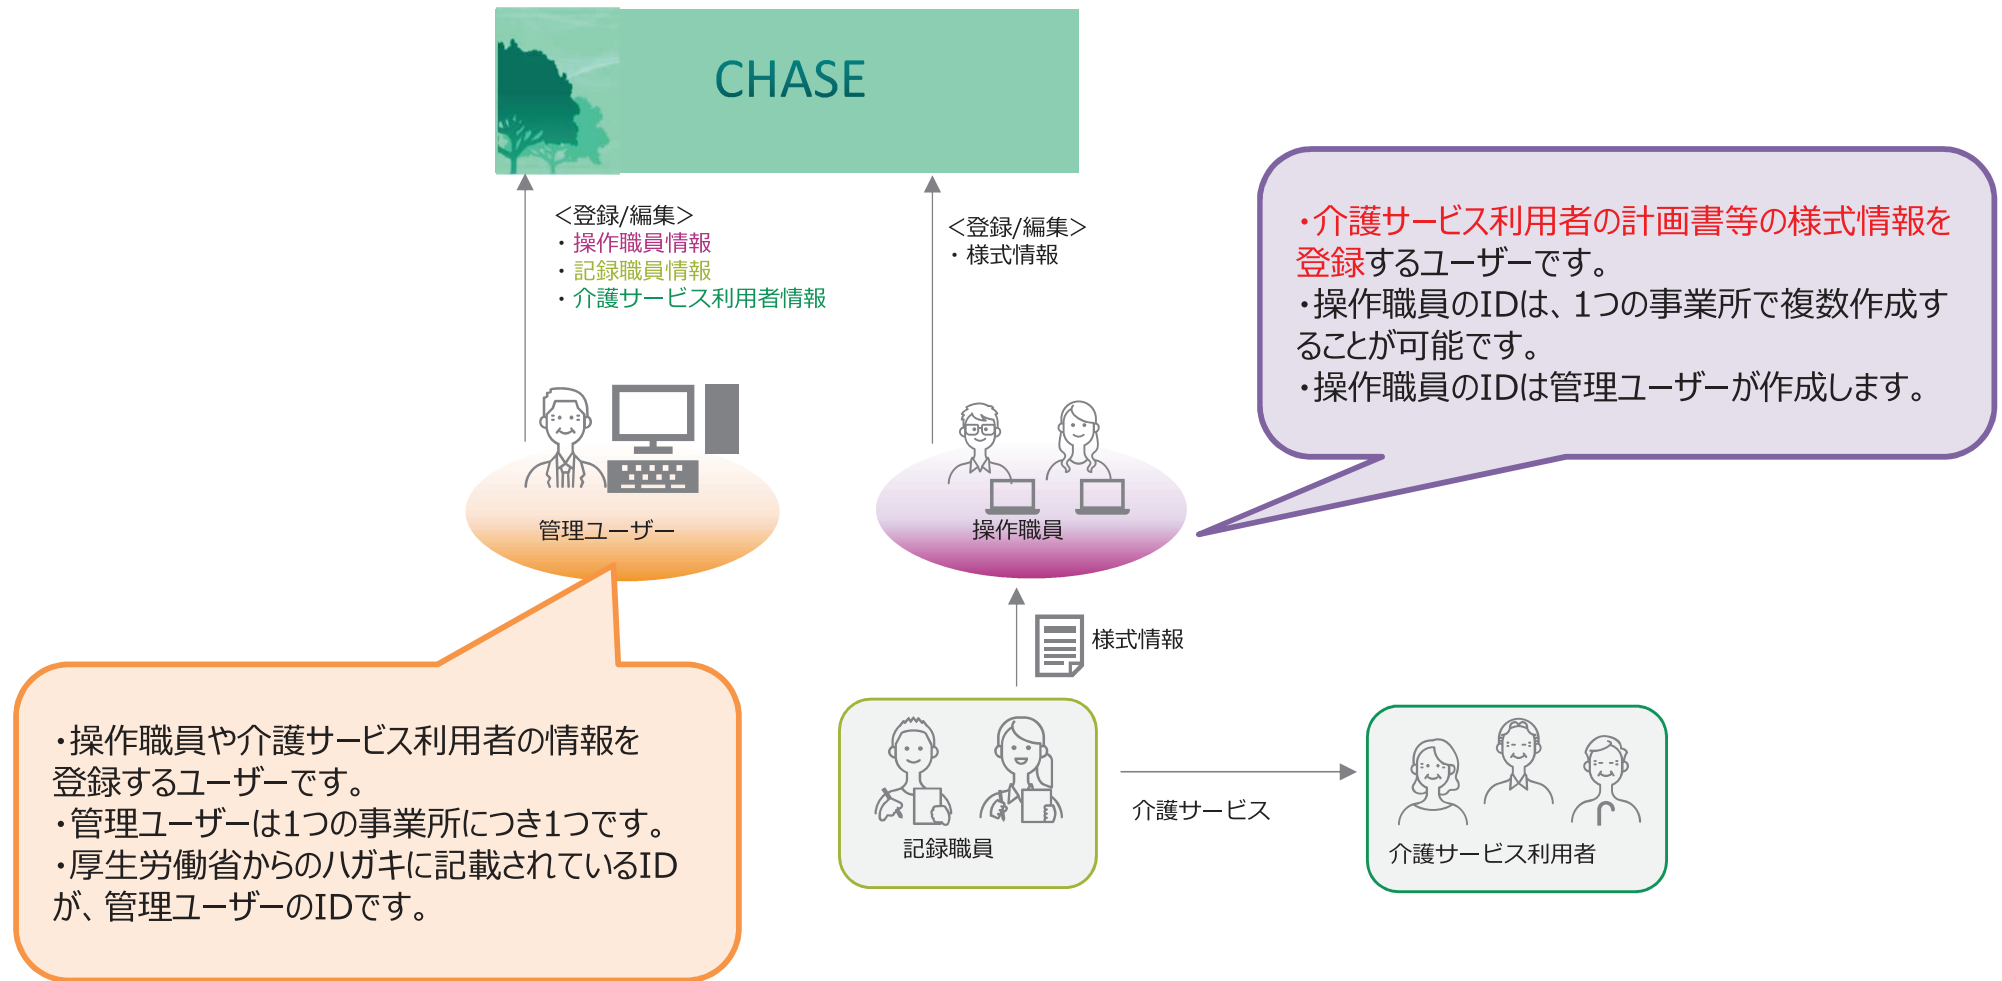 CHASE
<登録/編集>
・操作職員情報
・記録職員情報
・介護サービス利用者情報
<登録/編集>
・様式情報
・介護サービス利用者の計画書等の様式情報を
登録するユーザーです。
・操作職員のIDは、1つの事業所で複数作成す
ることが可能です。
・操作職員のIDは管理ユーザーが作成します。
管理ユーザー
操作職員
様式情報
・操作職員や介護サービス利用者の情報を
登録するユーザーです。
・管理ユーザーは1つの事業所につき1つです。
・厚生労働省からのハガキに記載されているID
が、管理ユーザーのIDです。
記録職員
介護サービス
介護サービス利用者